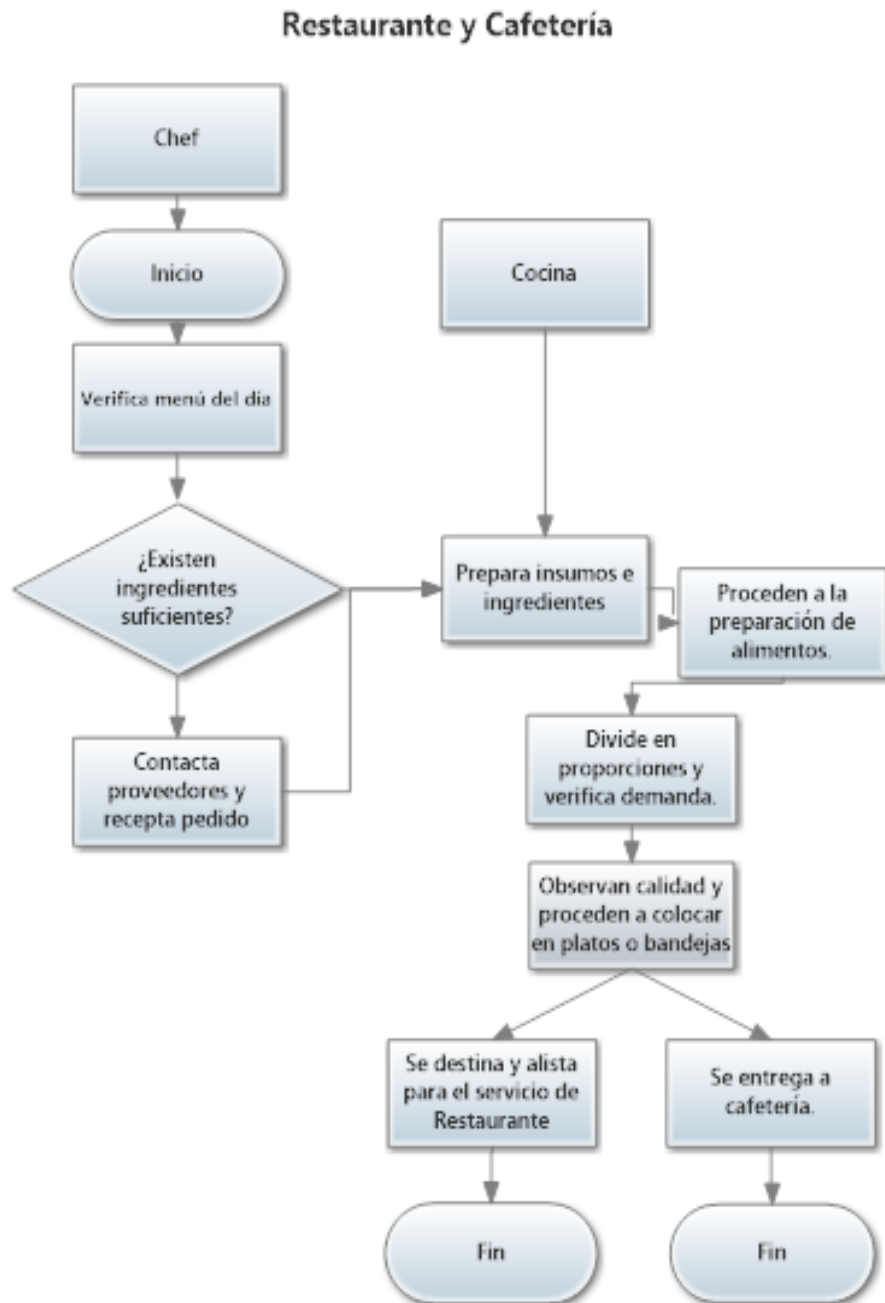 Restaurante y Cafetería
Chef
Inicio
Cocina
Verifica menú del día
¿Existen
ingredientes
suficientes?
Prepara insumos e
ingredientes
Proceden a la
preparación de
alimentos.
Contacta
proveedores y
recepta pedido
Divide en
proporciones y
verifica demanda.
Observan calidad y
proceden a colocar
en platos o bandejas
Se destina y alista
para el servicio de
Restaurante
Se entrega a
cafetería.
Fin
Fin